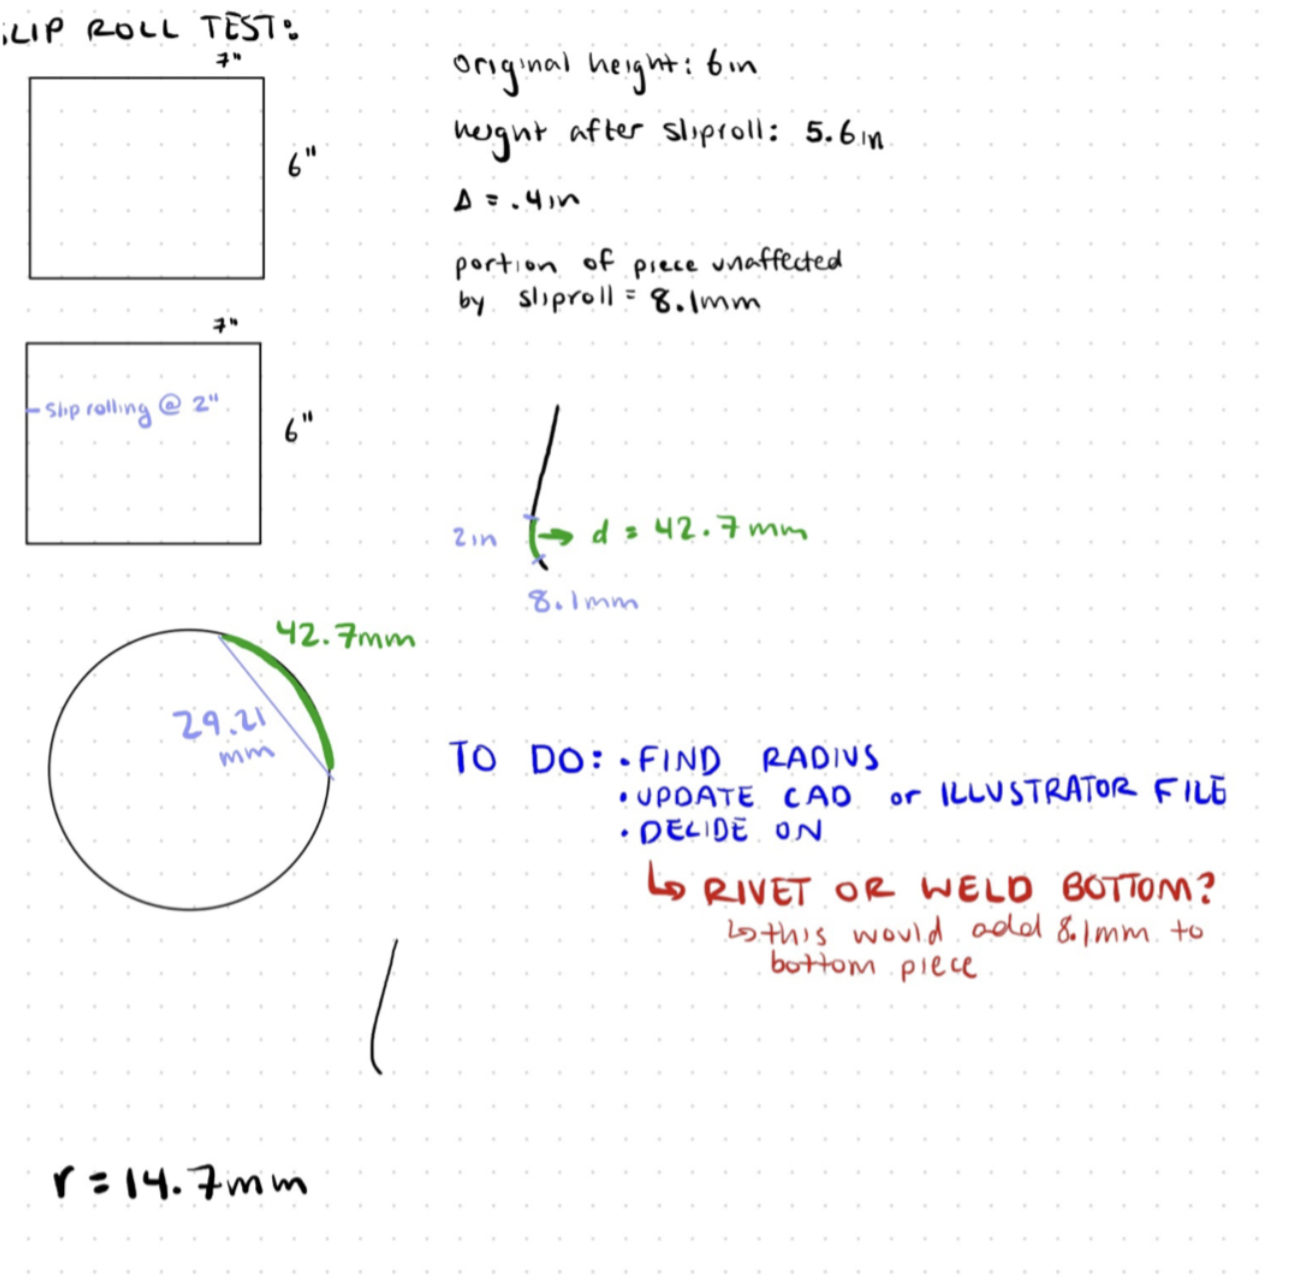 SLIP ROLL TEST:
7"
6"
original height: 6in
height after sliproll: 5.6in
Δ = .4in
portion of piece unaffected
by sliproll = 8.1mm
7"
Slip rolling @ 2"
6"
2in
d = 42.7mm
8.1mm
42.7mm
29.21
mm
TO DO: • FIND RADIUS
• UPDATE CAD or ILLUSTRATOR FILE
• DECIDE ON
↳ RIVET OR WELD BOTTOM?
↳ this would add 8.1mm to
bottom piece
r = 14.7mm